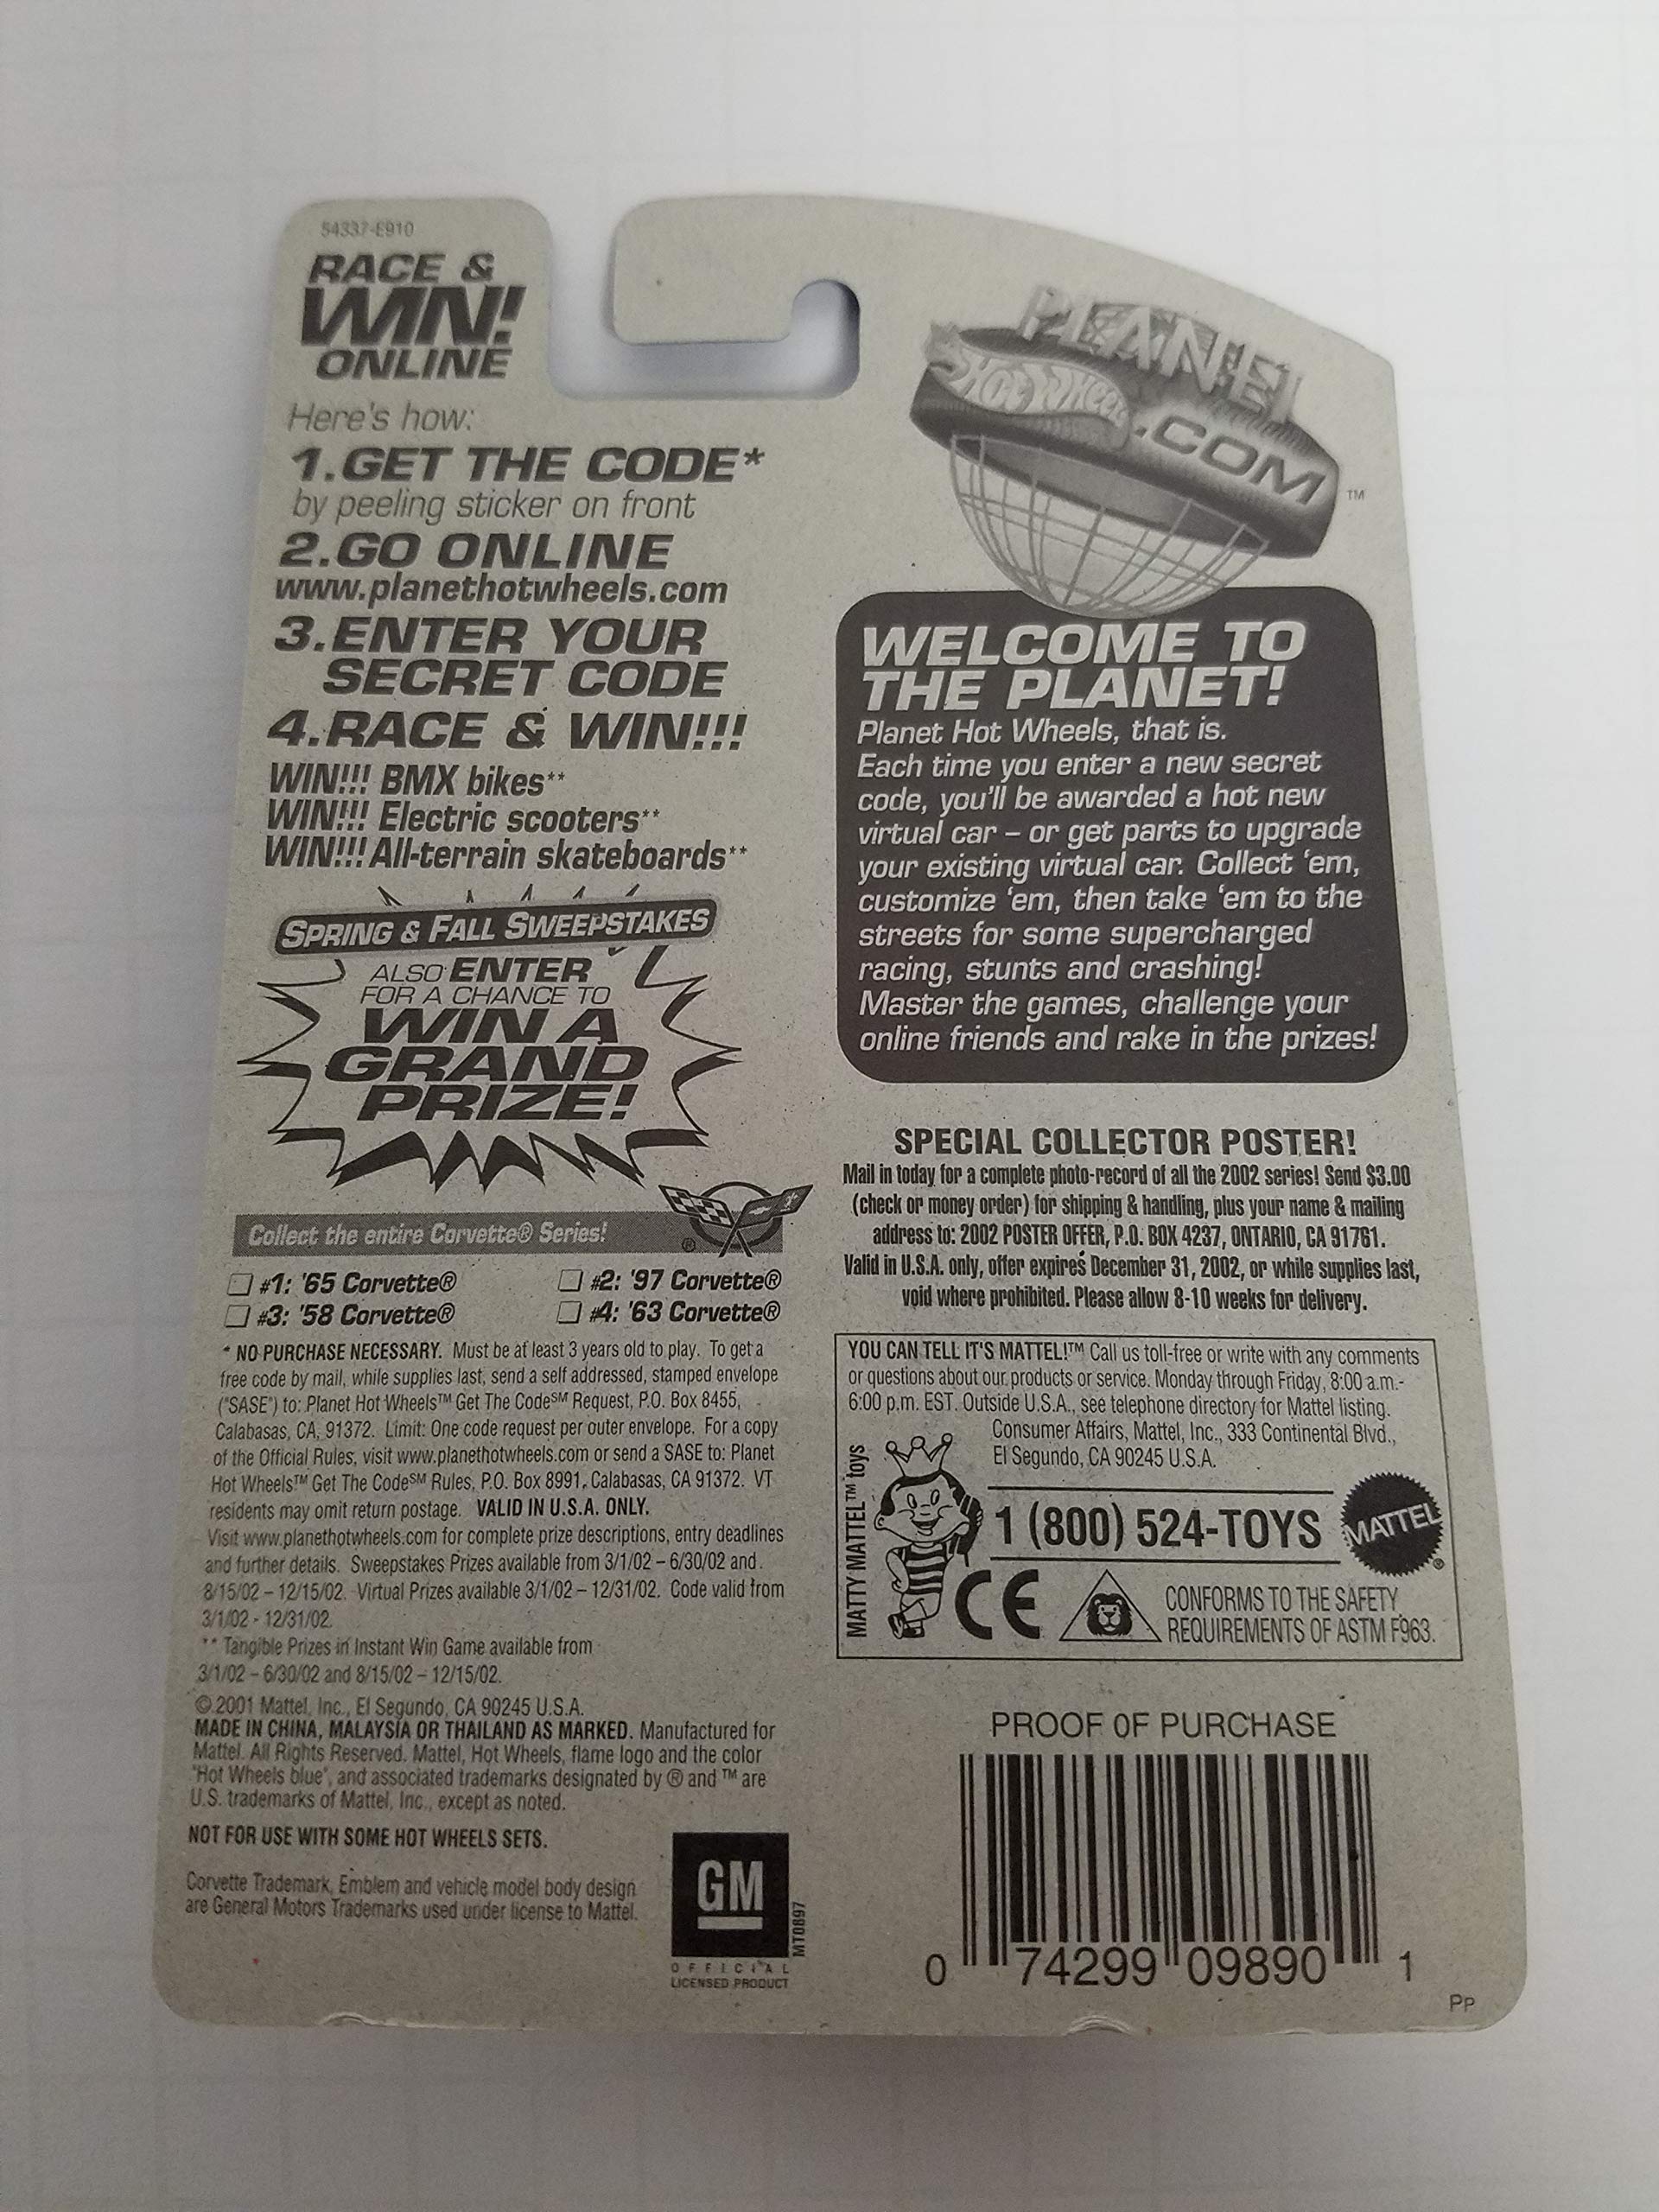 54337-E910
RACE &
WIN!
ONLINE
Here's how:
1.GET THE CODE*
by peeling sticker on front
2.GO ONLINE
www.planethotwheels.com
3.ENTER YOUR
SECRET CODE
4.RACE & WIN!!!
WIN!!! BMX bikes**
WIN!!! Electric scooters**
WIN!!! All-terrain skateboards**
SPRING & FALL SWEEPSTAKES
ALSO ENTER
FOR A CHANCE TO
WIN A
GRAND
PRIZE!
Collect the entire Corvette® Series!
®
#1: '65 Corvette®
#2: '97 Corvette®
#3: '58 Corvette®
#4: '63 Corvette®
* NO PURCHASE NECESSARY. Must be at least 3 years old to play. To get a
free code by mail, while supplies last, send a self addressed, stamped envelope
("SASE") to: Planet Hot Wheels™ Get The Code℠ Request, P.O. Box 8455,
Calabasas, CA, 91372. Limit: One code request per outer envelope. For a copy
of the Official Rules, visit www.planethotwheels.com or send a SASE to: Planet
Hot Wheels™ Get The Code℠ Rules, P.O. Box 8991, Calabasas, CA 91372. VT
residents may omit return postage. VALID IN U.S.A. ONLY.
Visit www.planethotwheels.com for complete prize descriptions, entry deadlines
and further details. Sweepstakes Prizes available from 3/1/02 – 6/30/02 and
8/15/02 – 12/15/02. Virtual Prizes available 3/1/02 – 12/31/02. Code valid from
3/1/02 - 12/31/02.
** Tangible Prizes in Instant Win Game available from
3/1/02 – 6/30/02 and 8/15/02 – 12/15/02.
© 2001 Mattel, Inc., El Segundo, CA 90245 U.S.A.
MADE IN CHINA, MALAYSIA OR THAILAND AS MARKED. Manufactured for
Mattel. All Rights Reserved. Mattel, Hot Wheels, flame logo and the color
"Hot Wheels blue", and associated trademarks designated by ® and ™ are
U.S. trademarks of Mattel, Inc., except as noted.
NOT FOR USE WITH SOME HOT WHEELS SETS.
Corvette Trademark, Emblem and vehicle model body design
are General Motors Trademarks used under license to Mattel.
GM
OFFICIAL
LICENSED PRODUCT
MT0897
PLANET
HOT WHEELS
.COM
™
WELCOME TO
THE PLANET!
Planet Hot Wheels, that is.
Each time you enter a new secret
code, you'll be awarded a hot new
virtual car – or get parts to upgrade
your existing virtual car. Collect 'em,
customize 'em, then take 'em to the
streets for some supercharged
racing, stunts and crashing!
Master the games, challenge your
online friends and rake in the prizes!
SPECIAL COLLECTOR POSTER!
Mail in today for a complete photo-record of all the 2002 series! Send $3.00
(check or money order) for shipping & handling, plus your name & mailing
address to: 2002 POSTER OFFER, P.O. BOX 4237, ONTARIO, CA 91761.
Valid in U.S.A. only, offer expires December 31, 2002, or while supplies last,
void where prohibited. Please allow 8-10 weeks for delivery.
YOU CAN TELL IT'S MATTEL!™ Call us toll-free or write with any comments
or questions about our products or service. Monday through Friday, 8:00 a.m.-
6:00 p.m. EST. Outside U.S.A., see telephone directory for Mattel listing.
Consumer Affairs, Mattel, Inc., 333 Continental Blvd.,
El Segundo, CA 90245 U.S.A.
MATTY MATTEL™ toys
1 (800) 524-TOYS
MATTEL
®
CE
CONFORMS TO THE SAFETY
REQUIREMENTS OF ASTM F963.
PROOF OF PURCHASE
0 74299 09890 1
PP